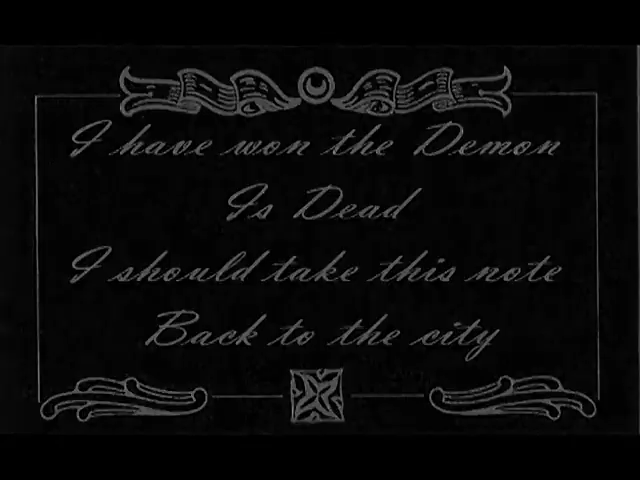 I have won the Demon
Is Dead
I should take this note
Back to the city